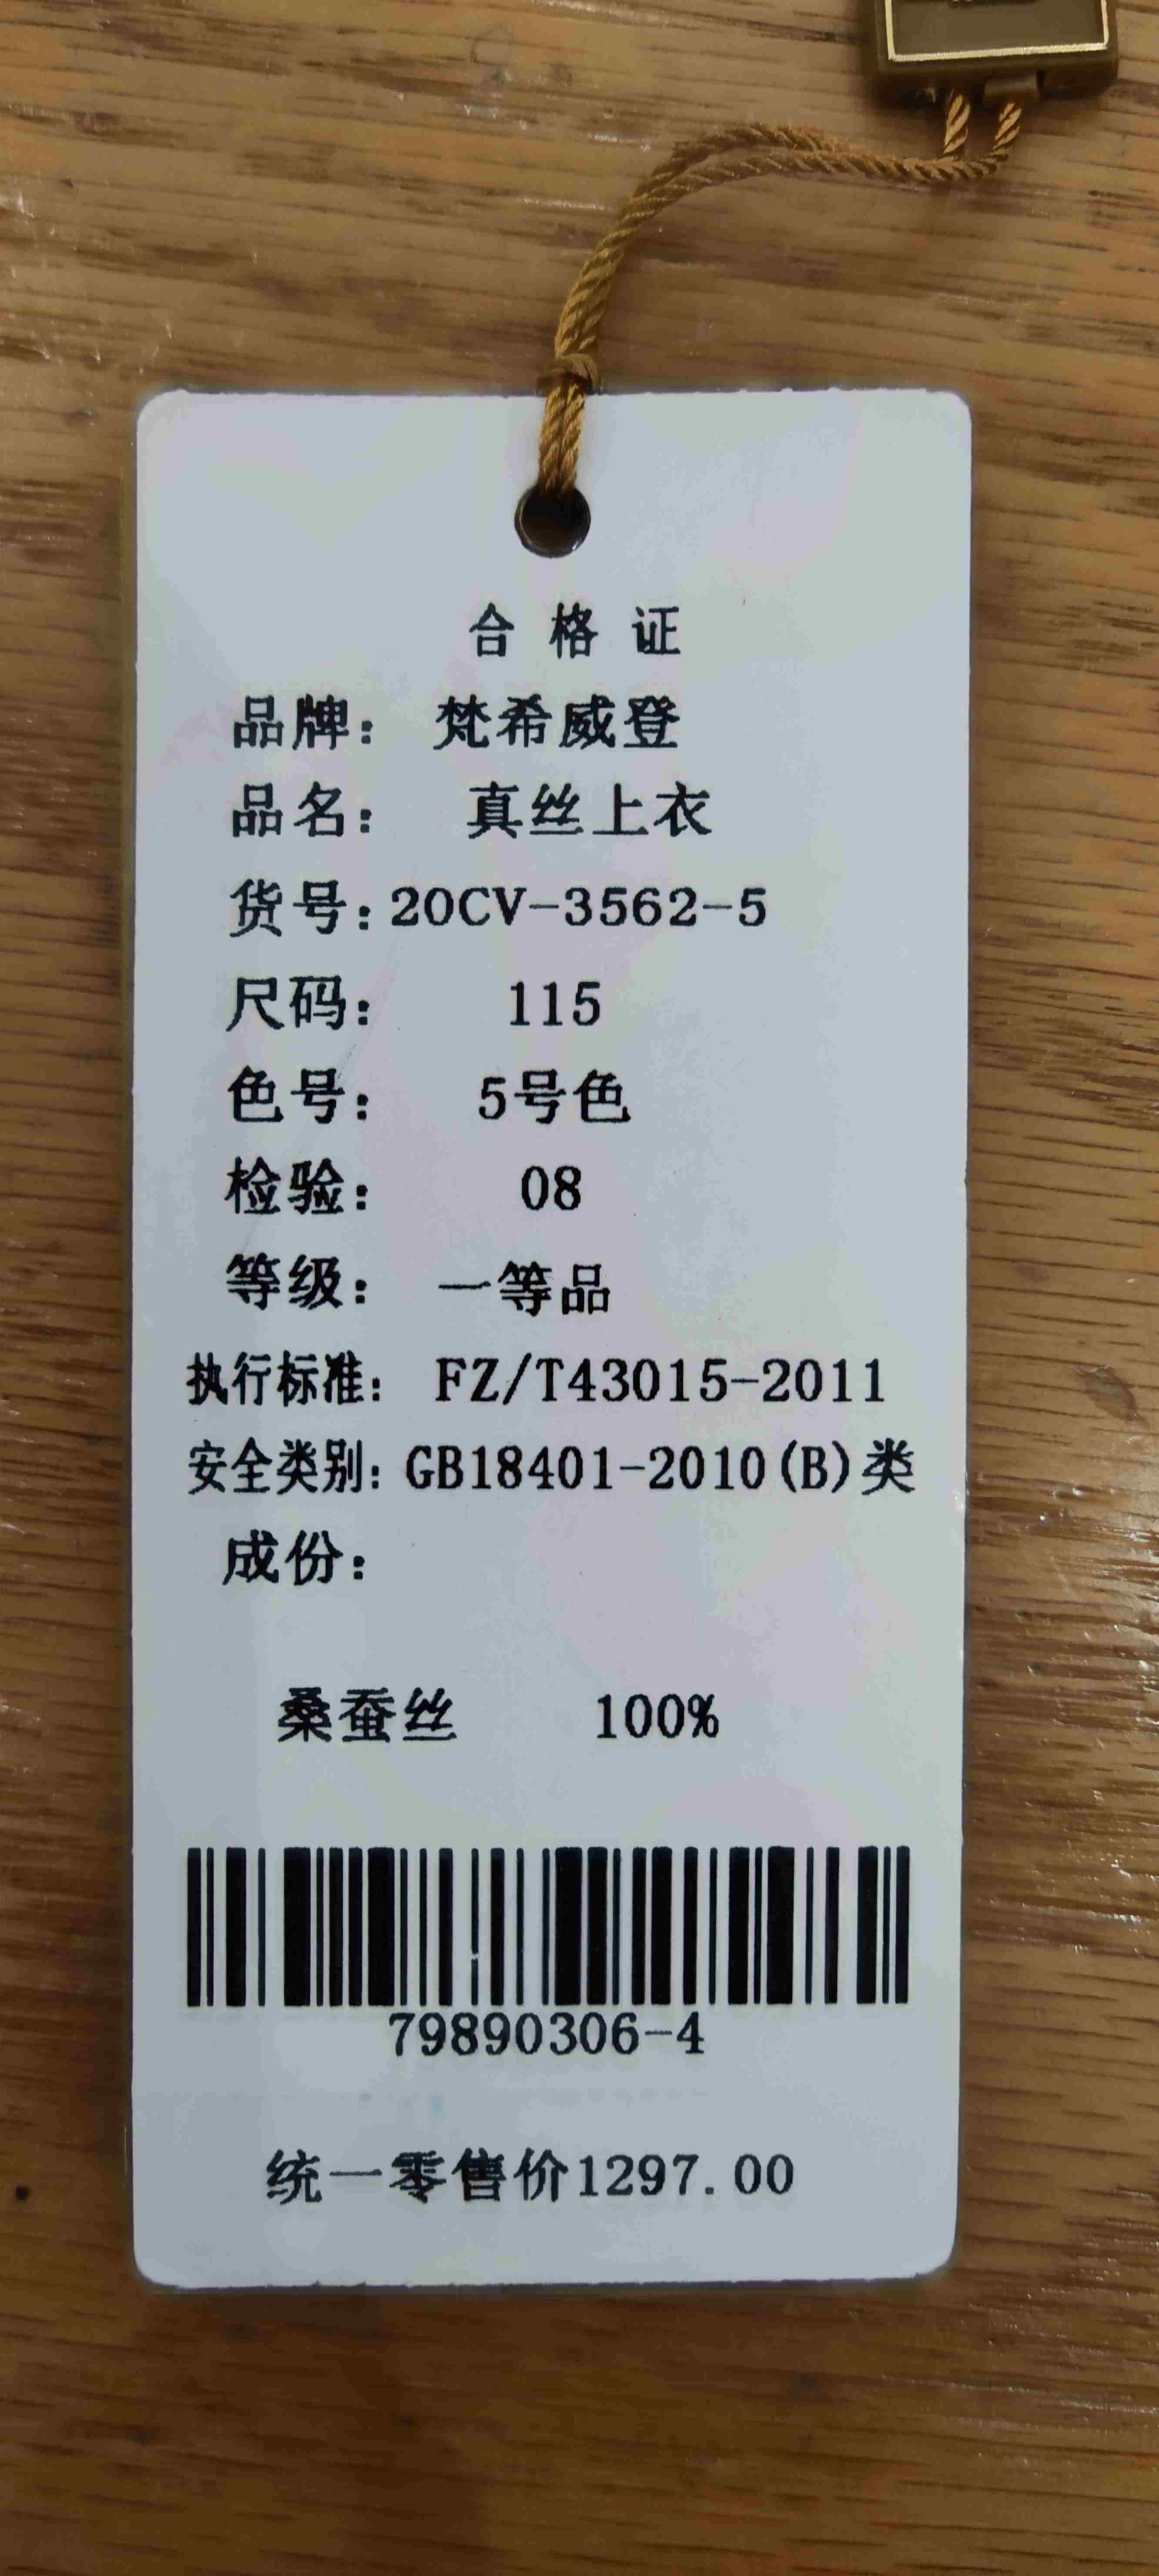 合格证
品牌： 梵希威登
品名： 真丝上衣
货号：20CV-3562-5
尺码： 115
色号： 5号色
检验： 08
等级： 一等品
执行标准： FZ/T43015-2011
安全类别：GB18401-2010(B)类
成份：
桑蚕丝 100%
79890306-4
统一零售价1297.00